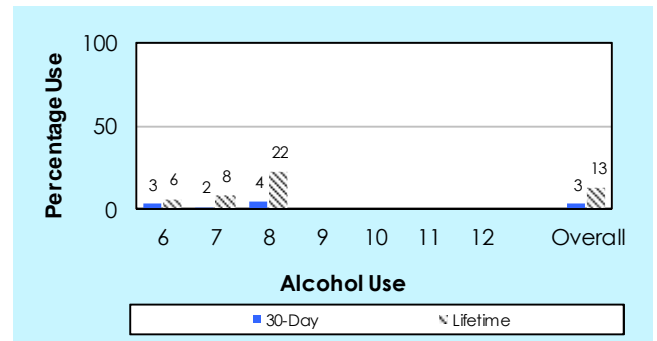 100
Percentage Use
50
0
3 6
2 8
4 22
3 13
6 7 8 9 10 11 12 Overall
Alcohol Use
30-Day Lifetime